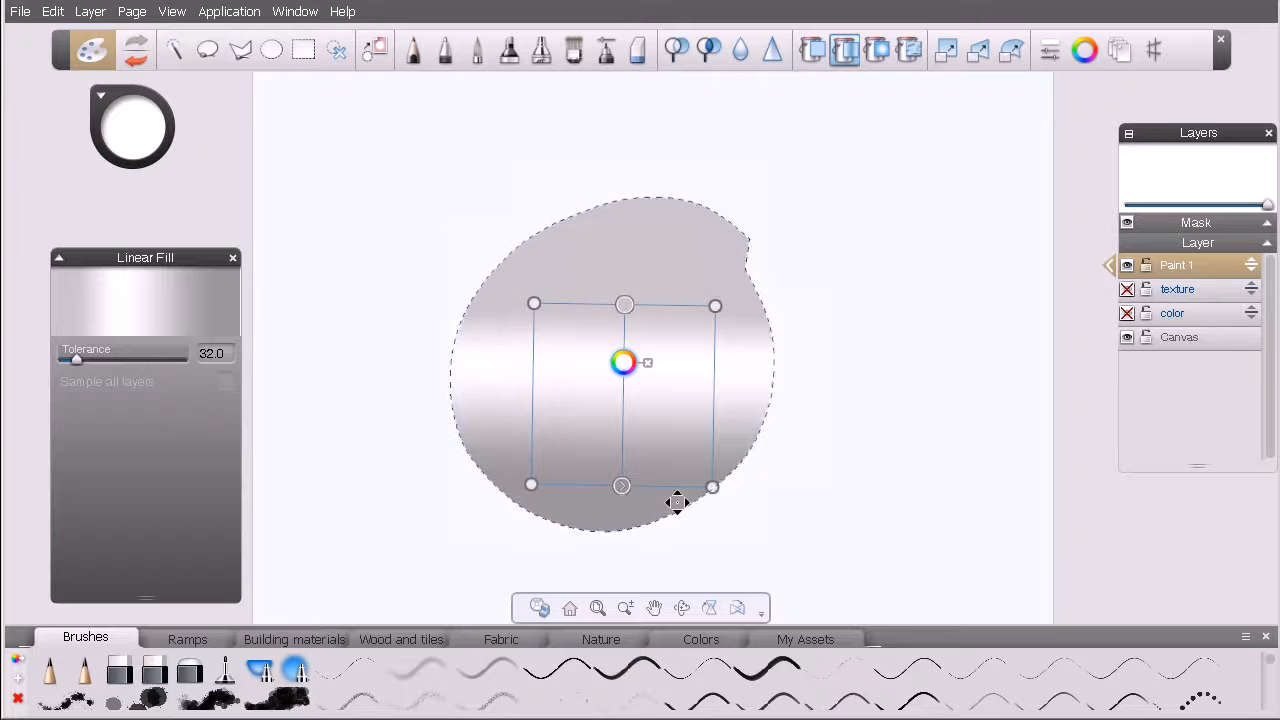 File Edit Layer Page View Application Window Help
Layers
Mask
Layer
Linear Fill
Paint 1
texture
color
Canvas
Tolerance 32.0
Sample all layers
Brushes Ramps Building materials Wood and tiles Fabric Nature Colors My Assets